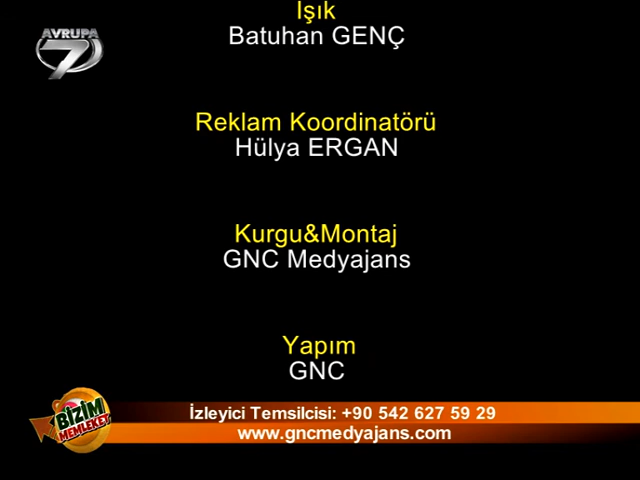 Işık
Batuhan GENÇ
AVRUPA
7
Reklam Koordinatörü
Hülya ERGAN
Kurgu&Montaj
GNC Medyajans
Yapım
GNC
BİZİM
MEMLEKET
İzleyici Temsilcisi: +90 542 627 59 29
www.gncmedyajans.com